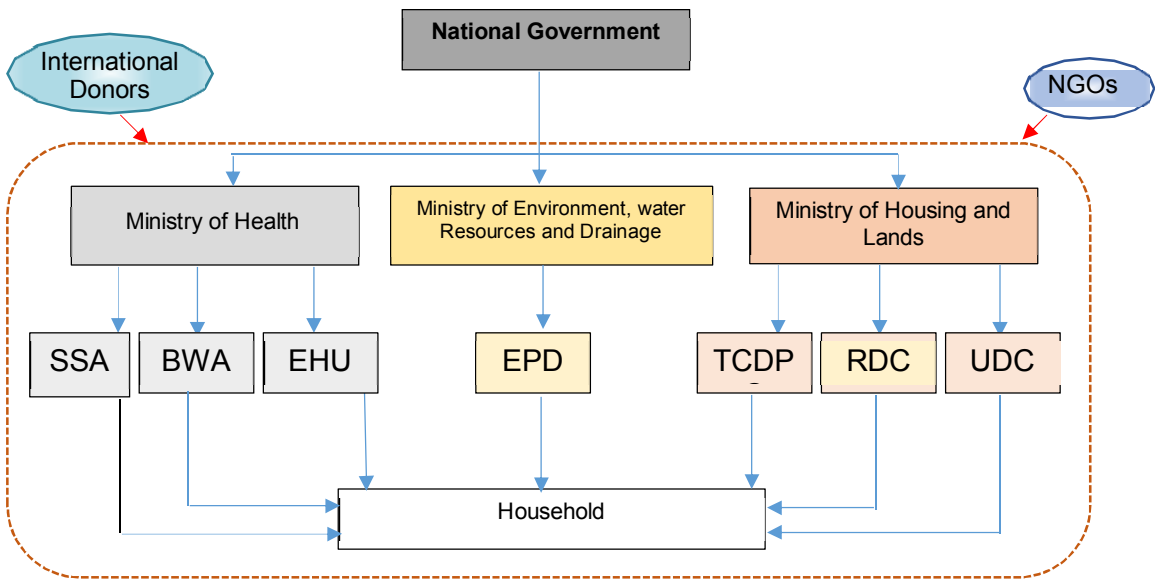 National Government
International
Donors
NGOs
Ministry of Health
Ministry of Environment, water
Resources and Drainage
Ministry of Housing and
Lands
SSA
BWA
EHU
EPD
TCDP
RDC
UDC
Household